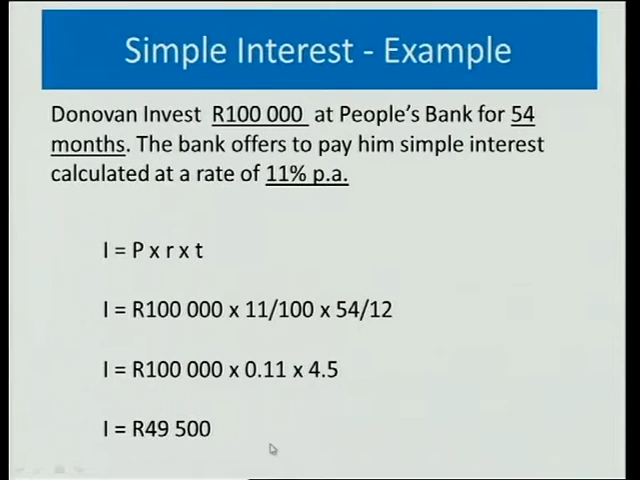 Simple Interest - Example
Donovan Invest R100 000 at People's Bank for 54
months. The bank offers to pay him simple interest
calculated at a rate of 11% p.a.
I = P x r x t
I = R100 000 x 11/100 x 54/12
I = R100 000 x 0.11 x 4.5
I = R49 500